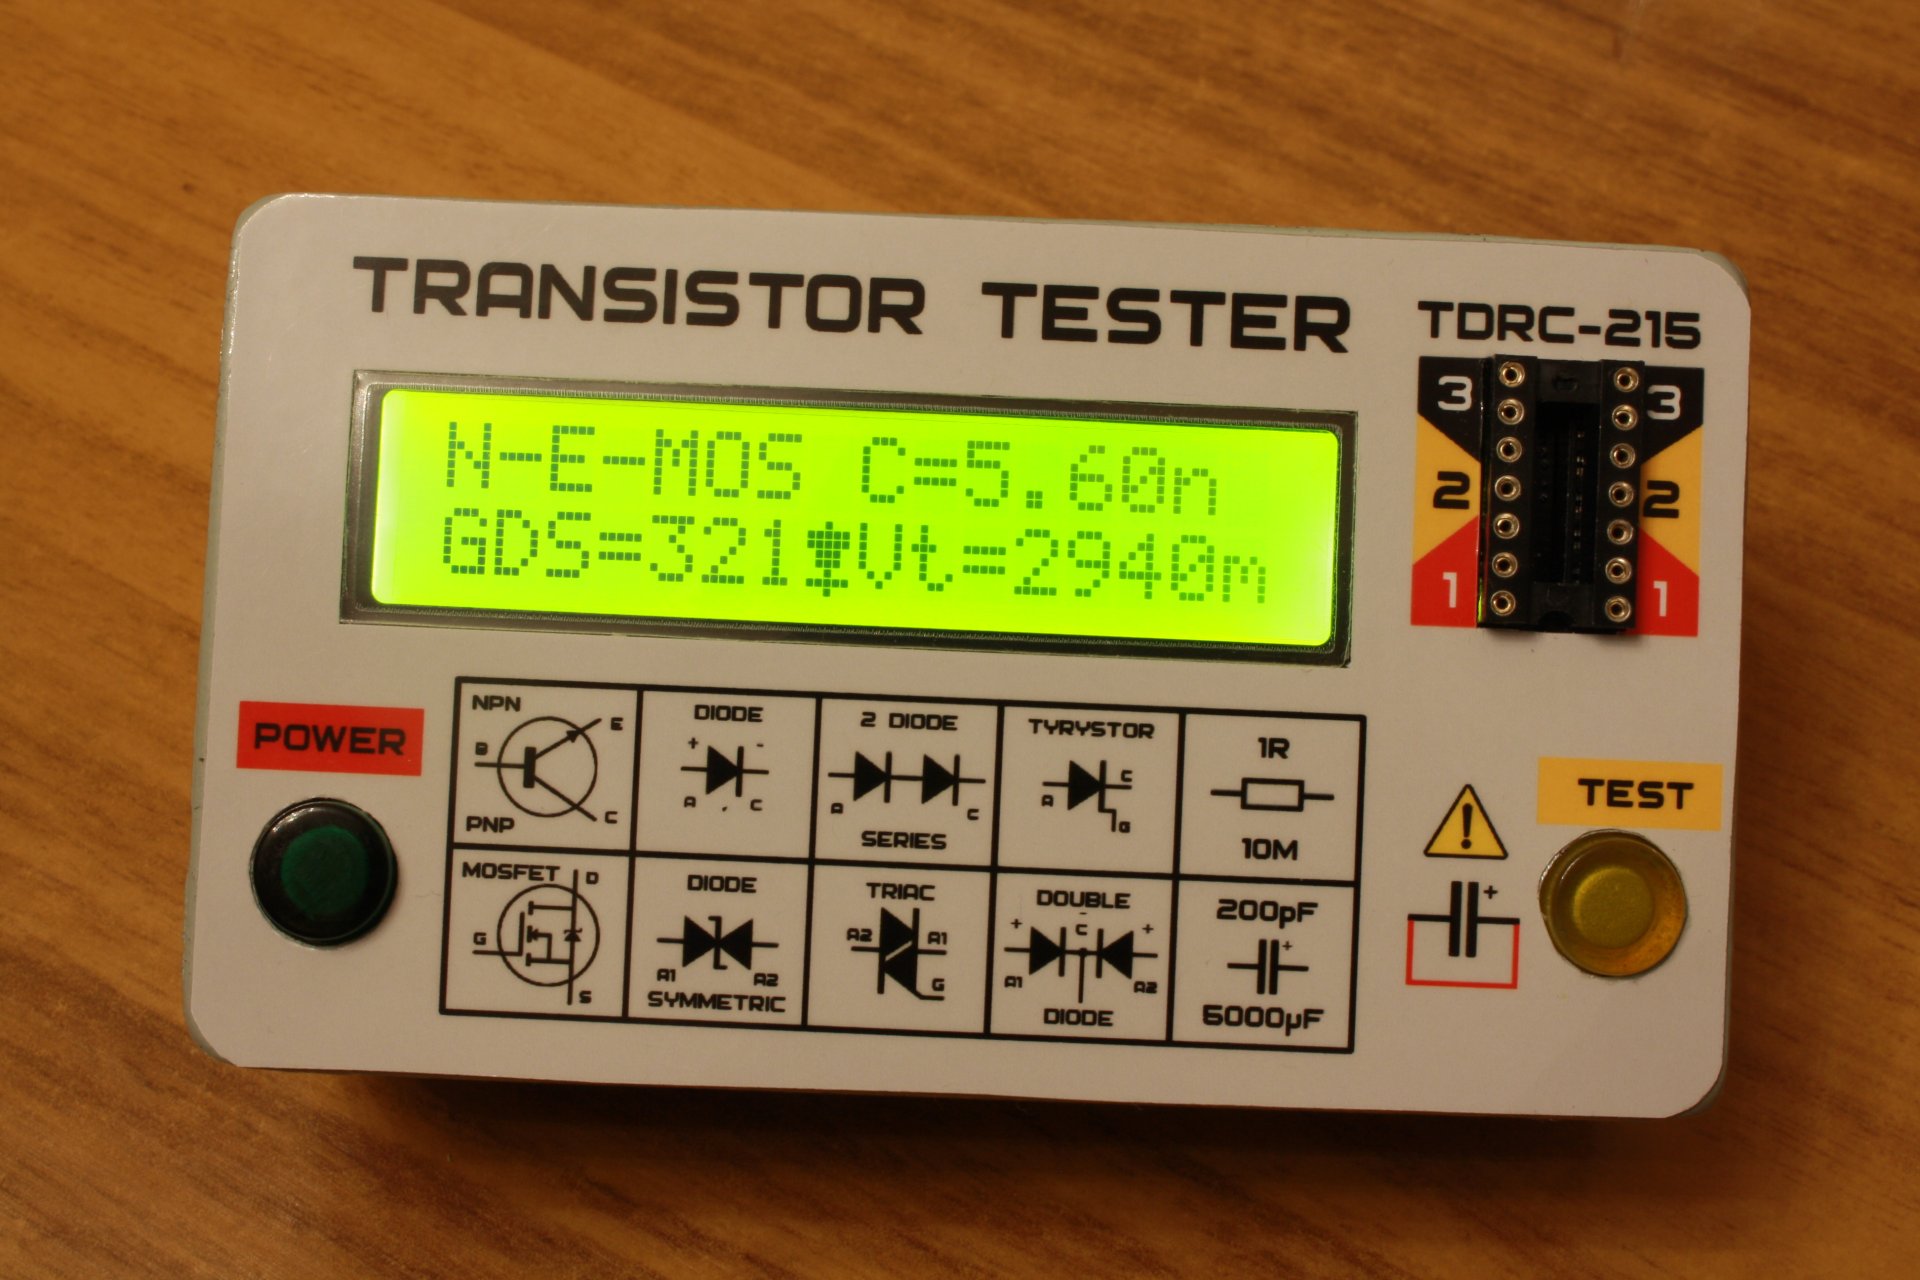 TRANSISTOR TESTER
TDRC-215
N-E-MOS C=5.60n
GDS=321 Vt=2940m
3 3
2 2
1 1
POWER
NPN
B
E
C
PNP
DIODE
+ -
A C
2 DIODE
A C
SERIES
TYRYSTOR
A
C
G
1R
10M
TEST
MOSFET
D
G
S
DIODE
A1 A2
SYMMETRIC
TRIAC
A2 A1
G
DOUBLE
+ - +
C
A1 A2
DIODE
200pF
+
6000µF
!
+